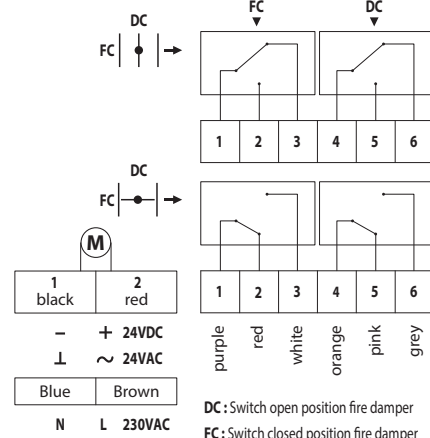 FC DC
DC
FC
1 2 3 4 5 6
DC
FC
M
1 2
black red
1 2 3 4 5 6
purple red white orange pink grey
– + 24VDC
⊥ ~ 24VAC
Blue Brown
N L 230VAC
DC : Switch open position fire damper
FC : Switch closed position fire damper